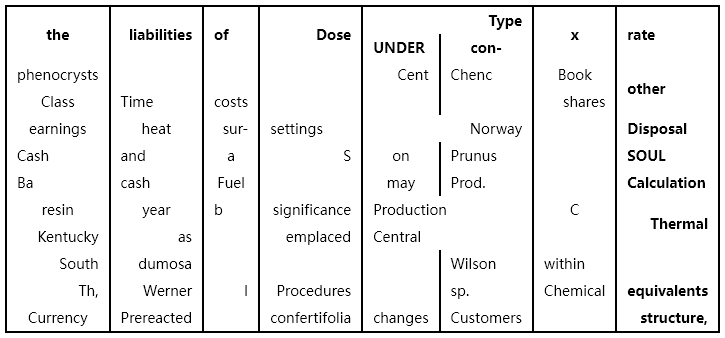 the liabilities of Dose Type x rate
UNDER con-
phenocrysts Cent Chenc Book other
Class Time costs shares
earnings heat sur- settings Norway Disposal
Cash and a S on Prunus SOUL
Ba cash Fuel may Prod. Calculation
resin year b significance Production C Thermal
Kentucky as emplaced Central
South dumosa Wilson within
Th, Werner l Procedures sp. Chemical equivalents
Currency Prereacted confertifolia changes Customers structure,